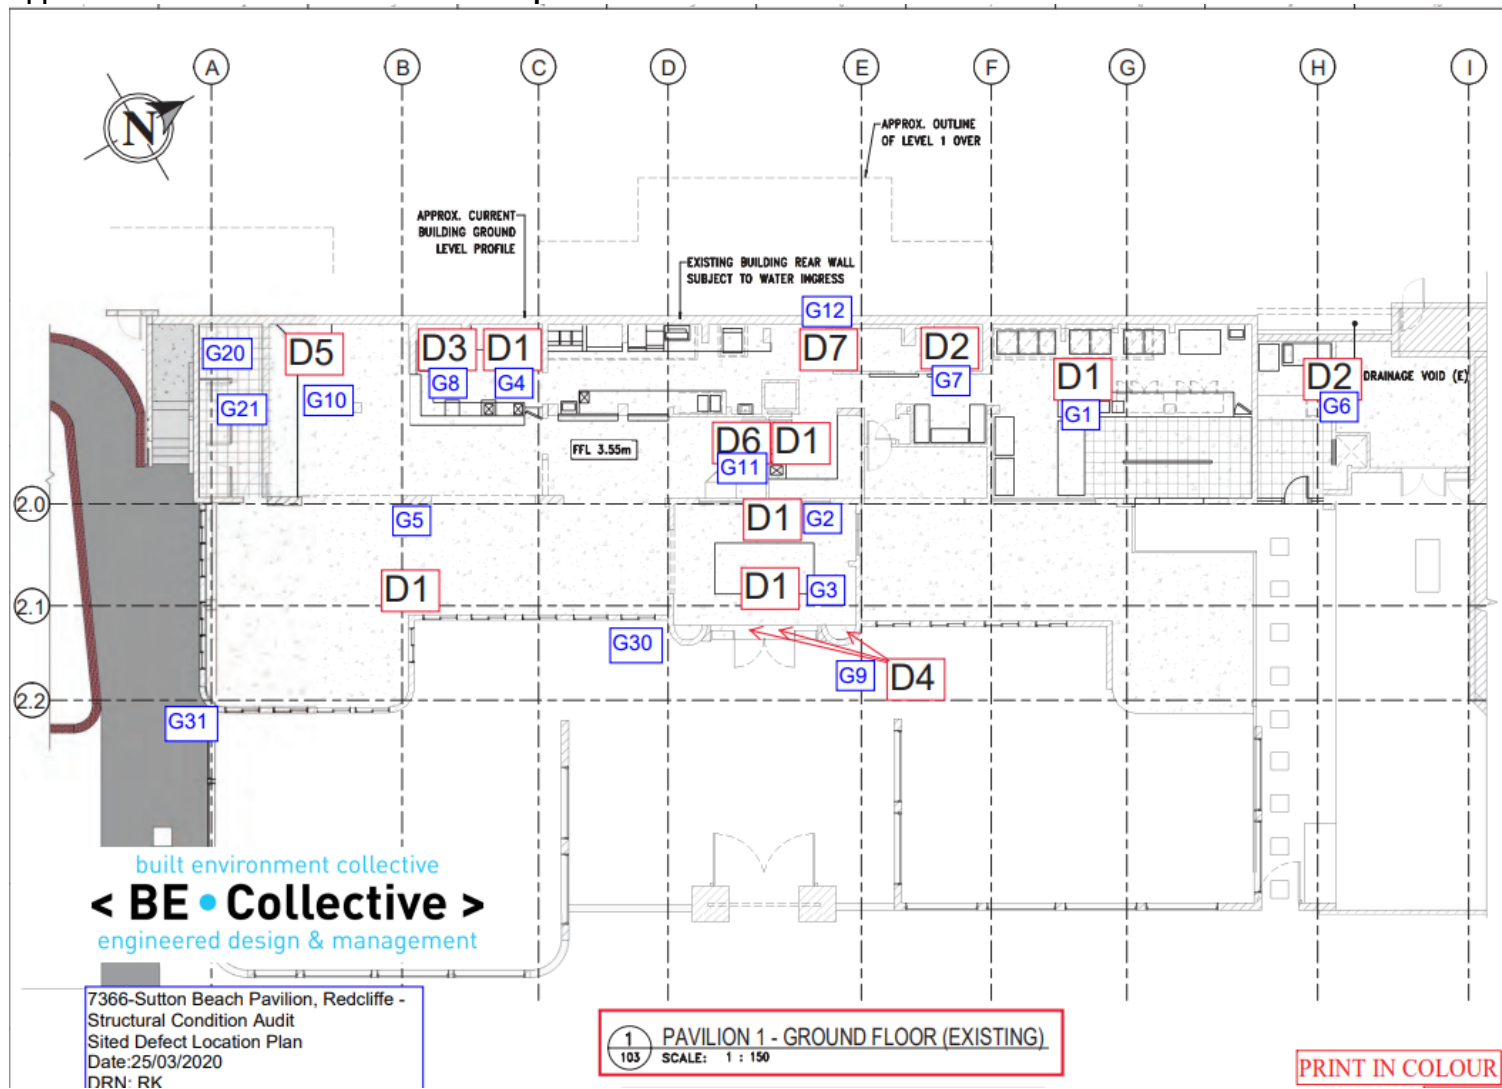 A B C D E F G H I
N
APPROX. OUTLINE
OF LEVEL 1 OVER
APPROX. CURRENT
BUILDING GROUND
LEVEL PROFILE
EXISTING BUILDING REAR WALL
SUBJECT TO WATER INGRESS
G12
G20 D5 D3 D1 D7 D2
G8 G4 G7 D1 D2 DRAINAGE VOID (E)
G21 G10 G1 G6
FFL 3.55m D6 D1
G11
2.0 G5 D1 G2
2.1 D1 D1 G3
G30
G9 D4
2.2
G31
built environment collective
< BE • Collective >
engineered design & management
7366-Sutton Beach Pavilion, Redcliffe -
Structural Condition Audit
Sited Defect Location Plan
Date:25/03/2020
DRN: RK
1 PAVILION 1 - GROUND FLOOR (EXISTING)
103 SCALE: 1 : 150
PRINT IN COLOUR